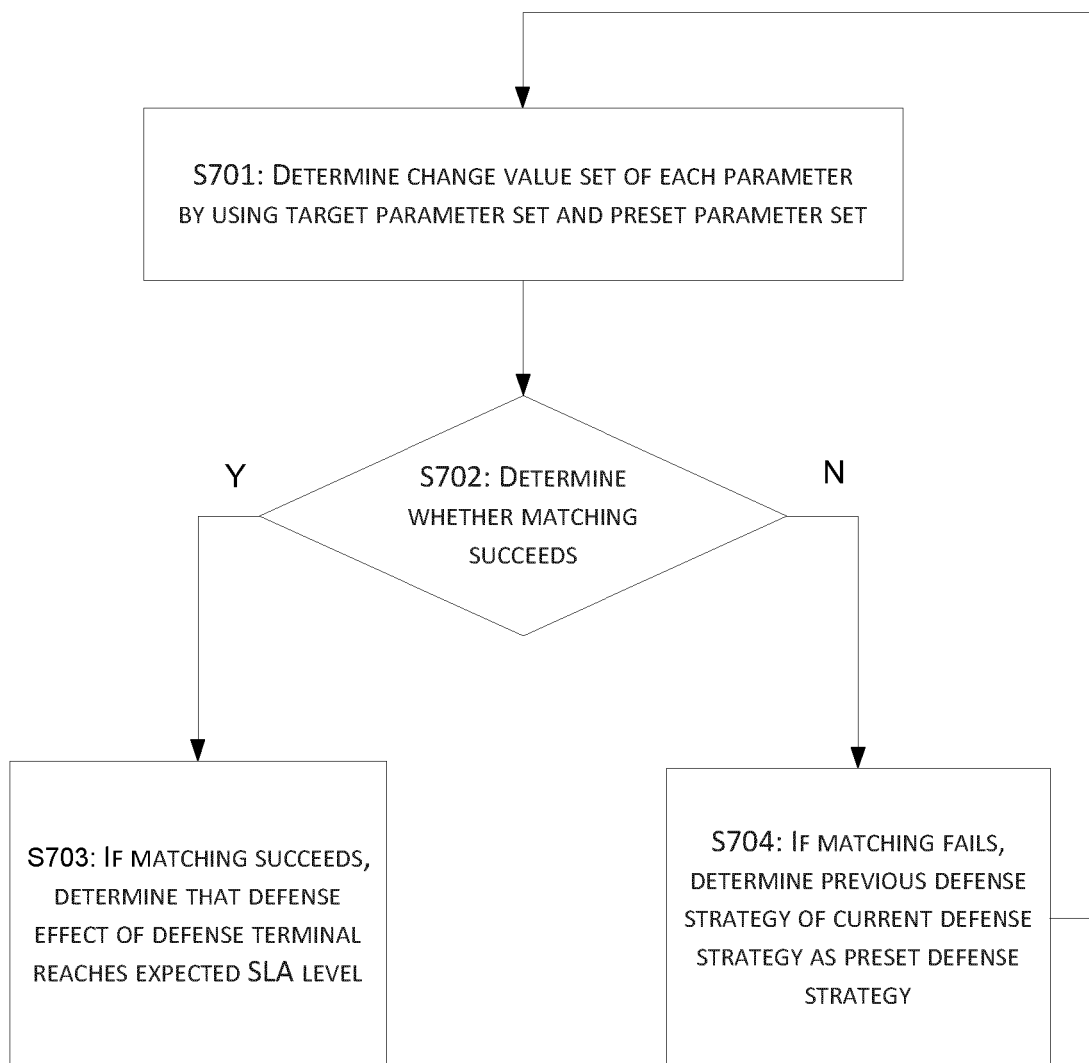 S701: DETERMINE CHANGE VALUE SET OF EACH PARAMETER
BY USING TARGET PARAMETER SET AND PRESET PARAMETER SET
Y
N
S702: DETERMINE
WHETHER MATCHING
SUCCEEDS
S703: IF MATCHING SUCCEEDS,
DETERMINE THAT DEFENSE
EFFECT OF DEFENSE TERMINAL
REACHES EXPECTED SLA LEVEL
S704: IF MATCHING FAILS,
DETERMINE PREVIOUS DEFENSE
STRATEGY OF CURRENT DEFENSE
STRATEGY AS PRESET DEFENSE
STRATEGY